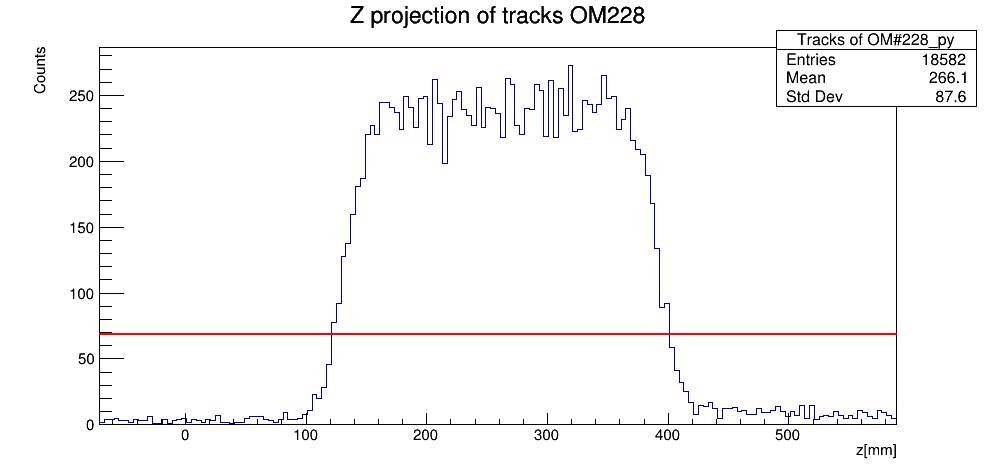 Z projection of tracks OM228
Tracks of OM#228_py
Entries 18582
Mean 266.1
Std Dev 87.6
Counts
250
200
150
100
50
0
0 100 200 300 400 500
z[mm]